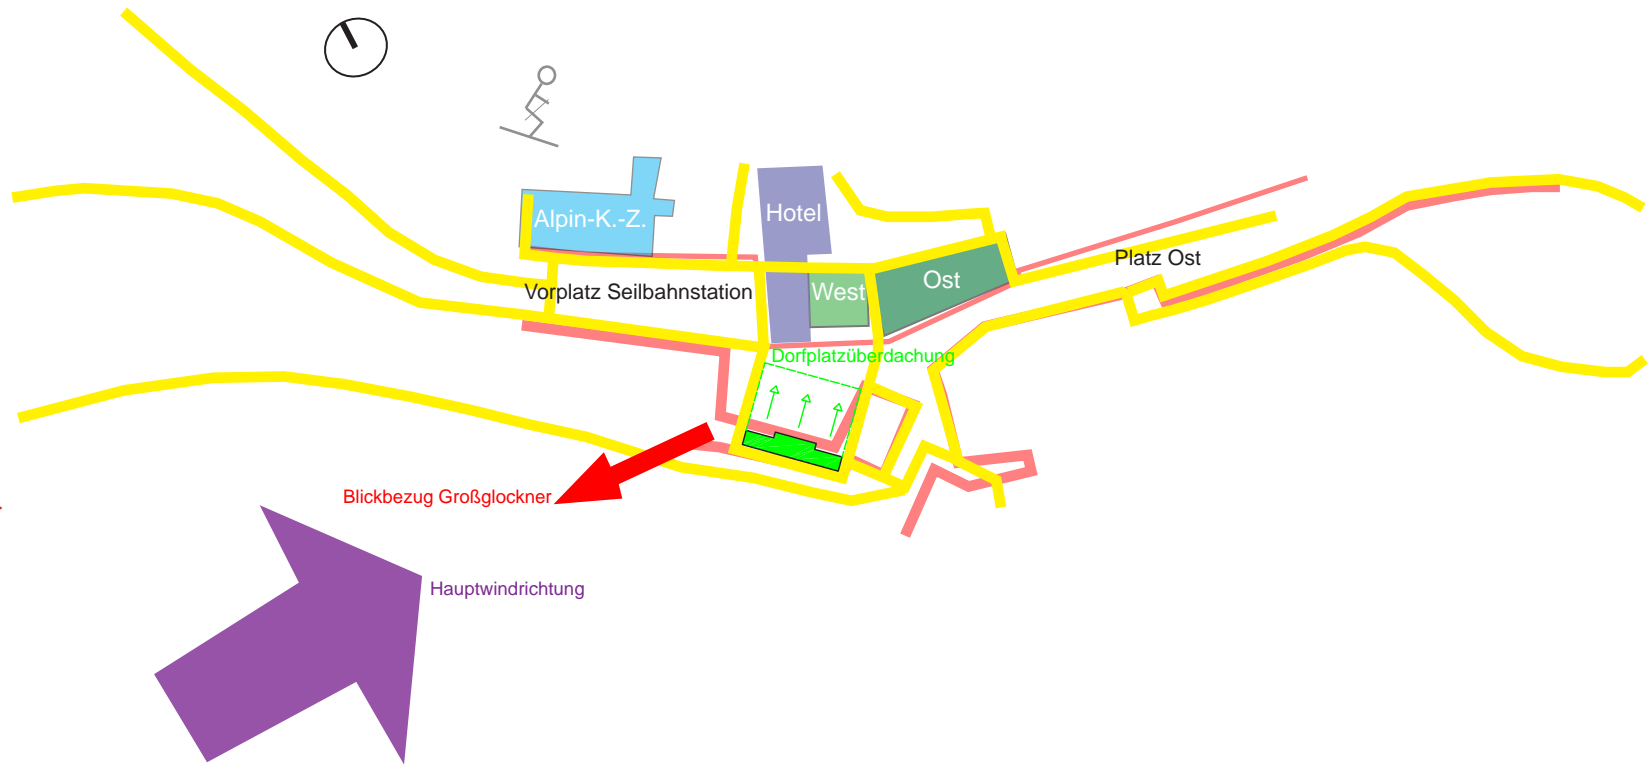 Alpin-K.-Z.
Hotel
Vorplatz Seilbahnstation
West
Ost
Platz Ost
Dorfplatzüberdachung
Blickbezug Großglockner
Hauptwindrichtung